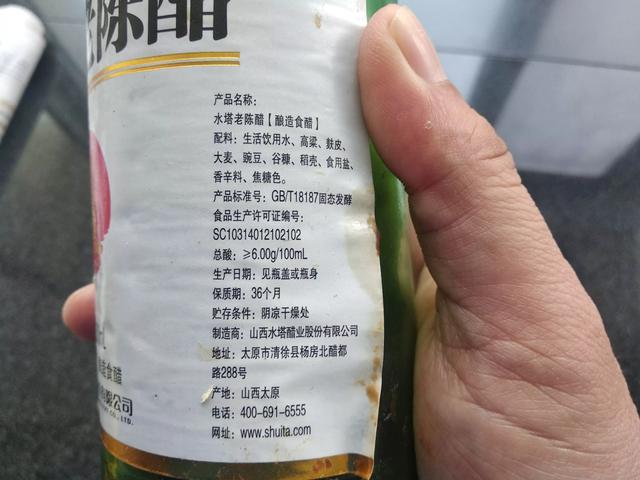 老陈醋
产品名称：
水塔老陈醋【酿造食醋】
配料：生活饮用水、高粱、麸皮、
大麦、豌豆、谷糠、稻壳、食用盐、
香辛料、焦糖色。
产品标准号：GB/T18187固态发酵
食品生产许可证编号：
SC10314012102102
总酸：≥6.00g/100mL
生产日期：见瓶盖或瓶身
保质期：36个月
贮存条件：阴凉干燥处
制造商：山西水塔醋业股份有限公司
地址：太原市清徐县杨房北醋都
路288号
产地：山西太原
电话：400-691-6555
网址：www.shuita.com
造食醋
限公司
CO.,LTD.